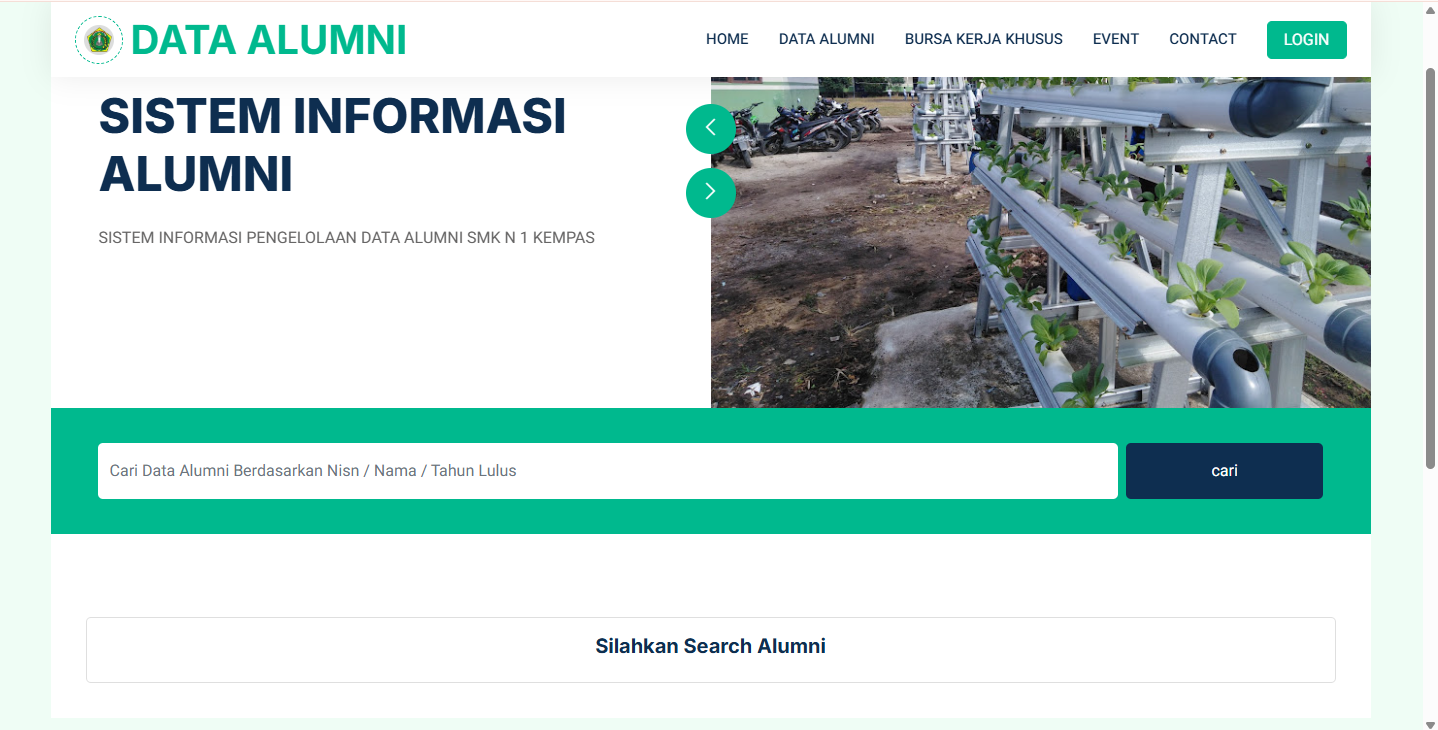 DATA ALUMNI
HOME
DATA ALUMNI
BURSA KERJA KHUSUS
EVENT
CONTACT
LOGIN
SISTEM INFORMASI
ALUMNI
SISTEM INFORMASI PENGELOLAAN DATA ALUMNI SMK N 1 KEMPAS
Cari Data Alumni Berdasarkan Nisn / Nama / Tahun Lulus
cari
Silahkan Search Alumni